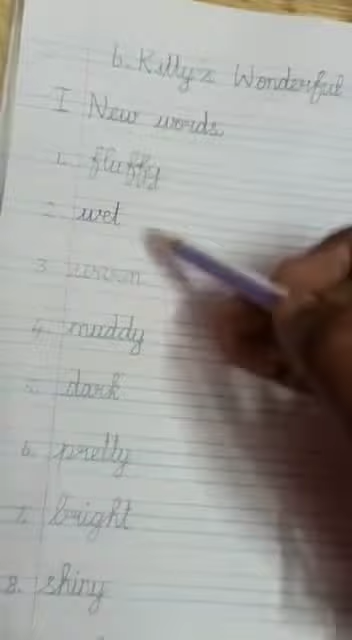 6. Kitty's Wonderful
I New words
1. fluffy
2. wet
3.
4. muddy
5. dark
6. pretty
7. bright
8. shiny